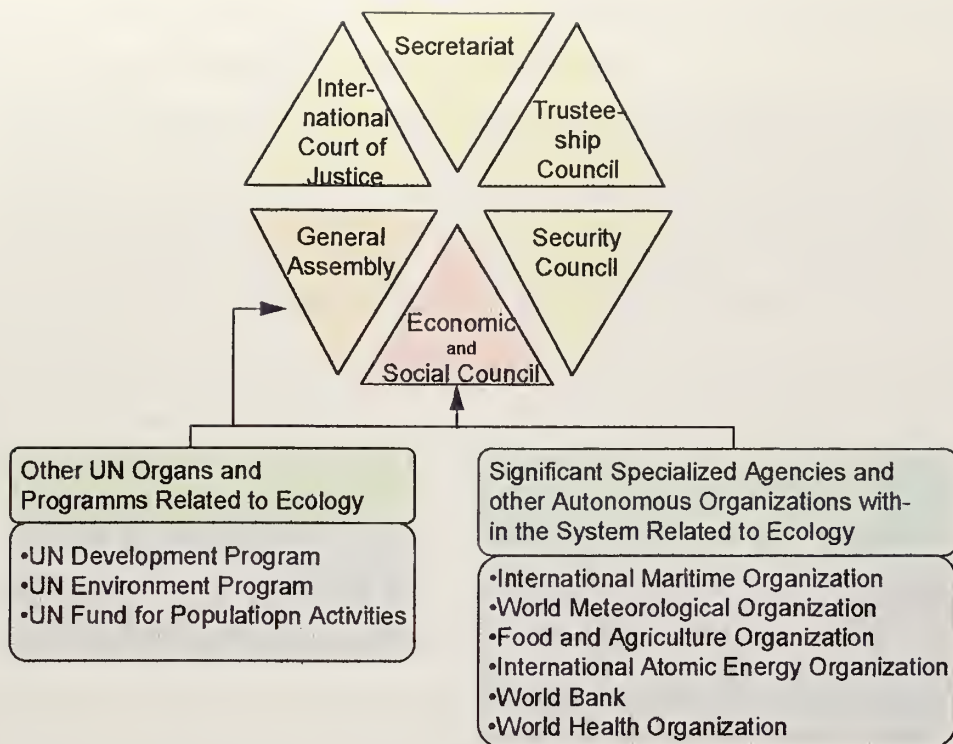 Secretariat
Inter-
national
Court of
Justice
Trustee-
ship
Council
General
Assembly
Economic
and
Social Council
Security
Council
Other UN Organs and
Programms Related to Ecology
•UN Development Program
•UN Environment Program
•UN Fund for Populatiopn Activities
Significant Specialized Agencies and
other Autonomous Organizations with-
in the System Related to Ecology
•International Maritime Organization
•World Meteorological Organization
•Food and Agriculture Organization
•International Atomic Energy Organization
•World Bank
•World Health Organization